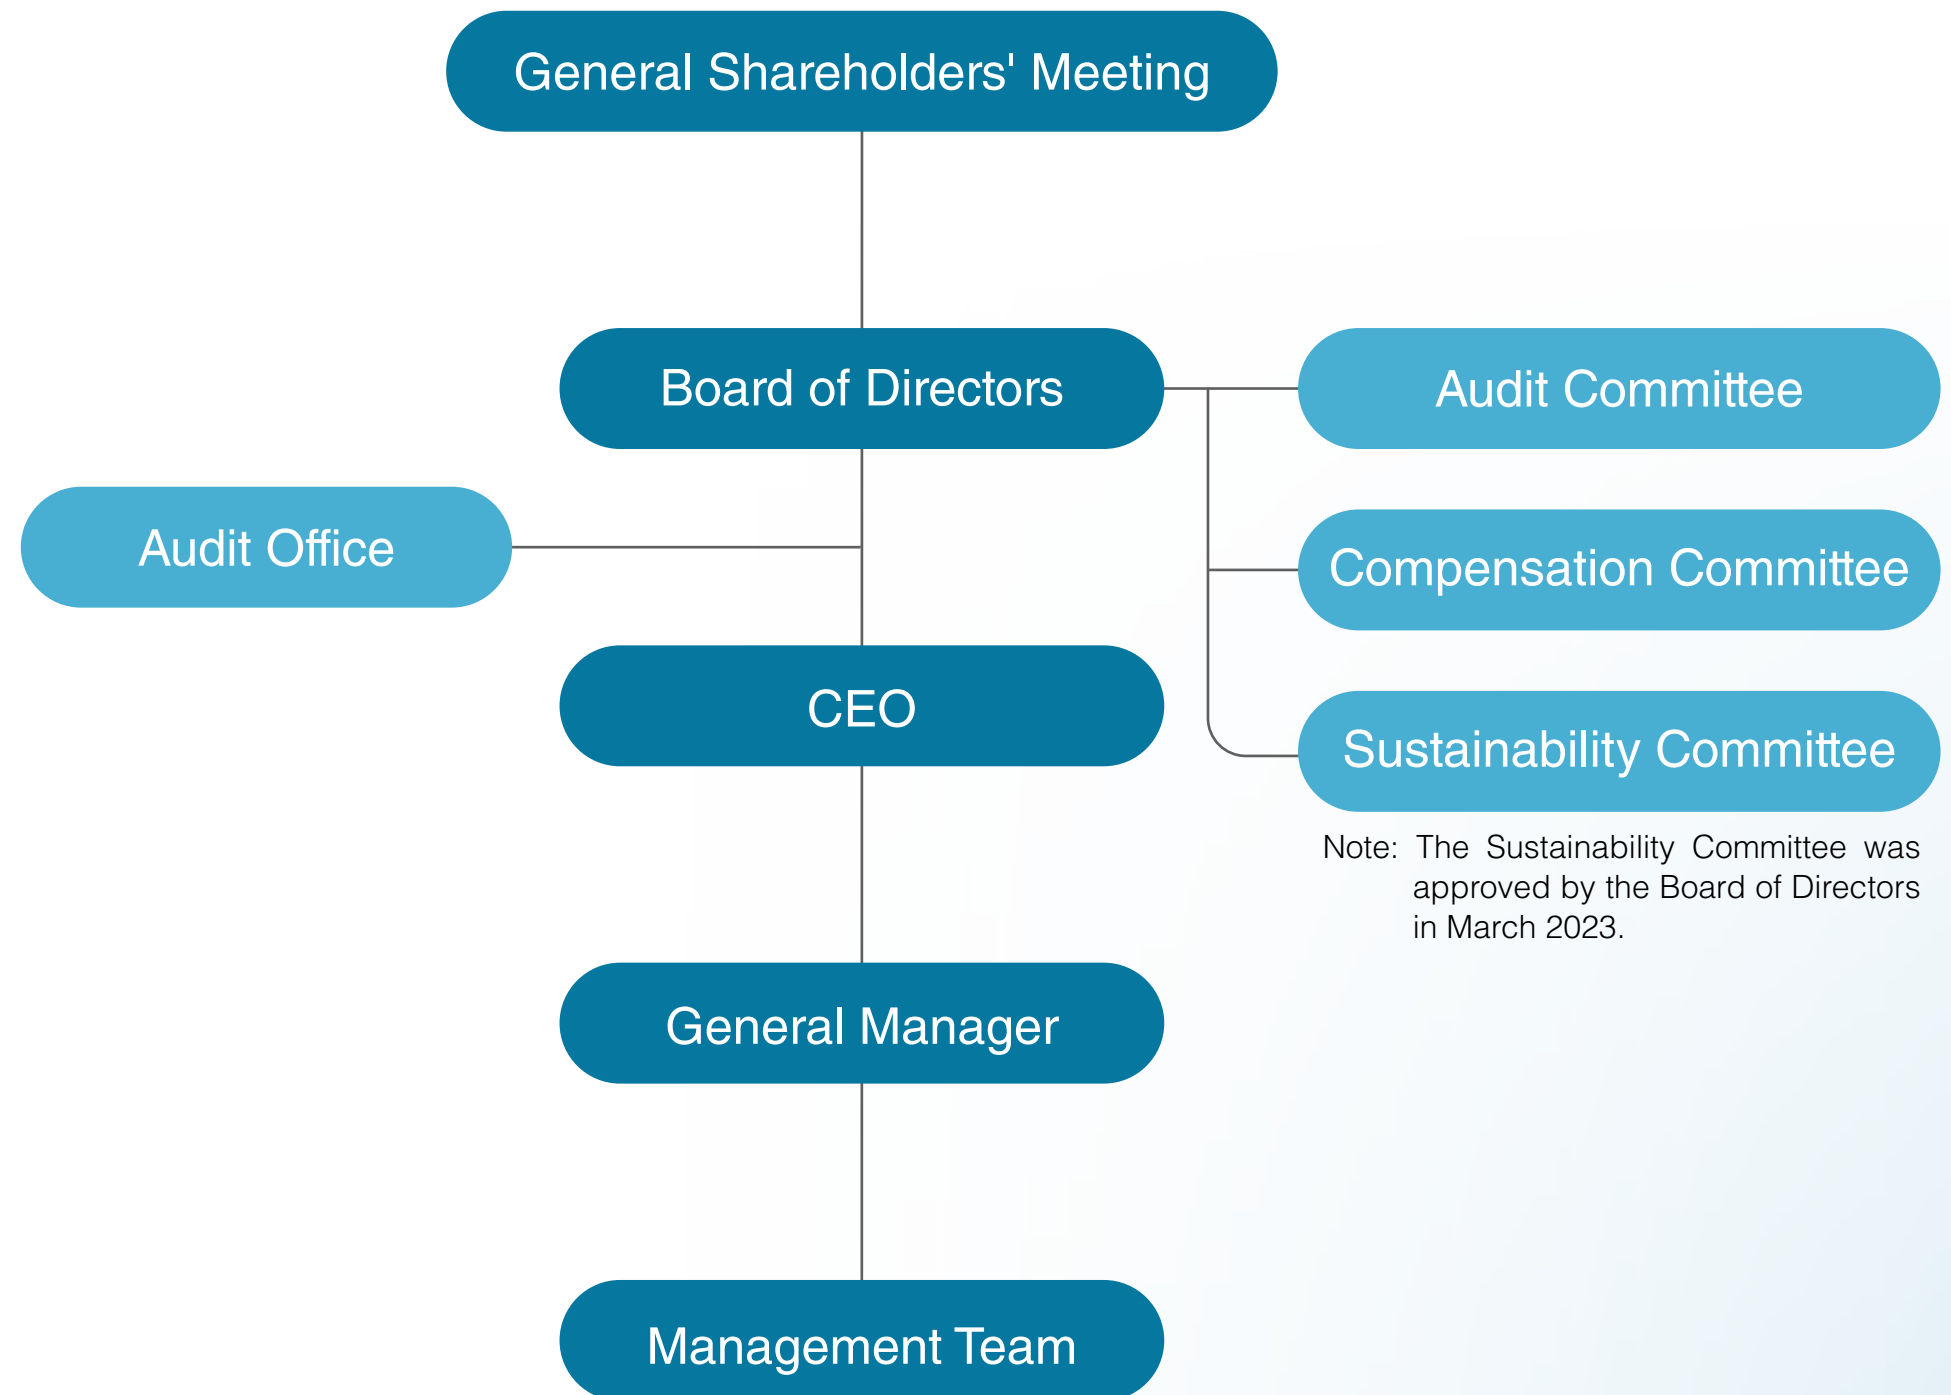 General Shareholders' Meeting
Board of Directors
Audit Committee
Audit Office
Compensation Committee
CEO
Sustainability Committee
Note: The Sustainability Committee was
approved by the Board of Directors
in March 2023.
General Manager
Management Team